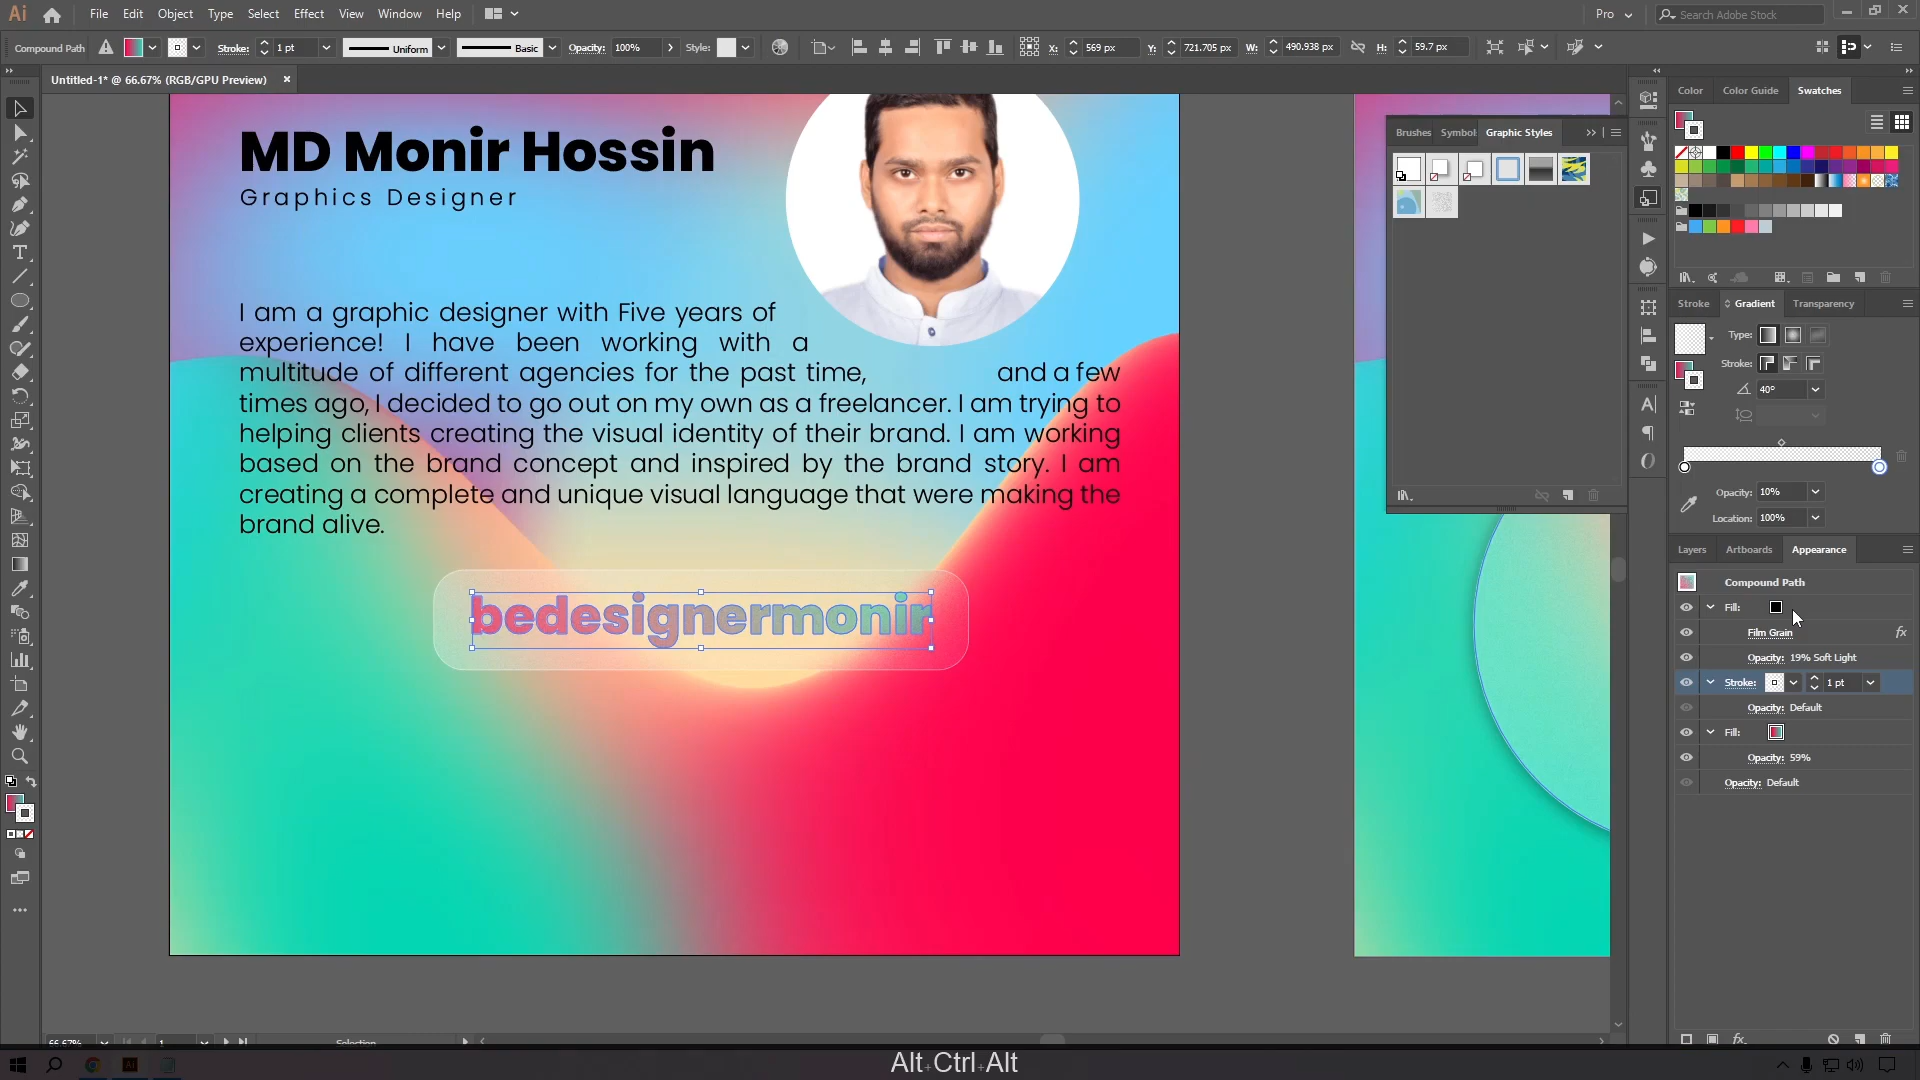 Ai File Edit Object Type Select Effect View Window Help Pro Search Adobe Stock
Compound Path Stroke: 1 pt Uniform Basic Opacity: 100% Style: X: 569 px Y: 721.705 px W: 490.938 px H: 59.7 px
Untitled-1* @ 66.67% (RGB/GPU Preview) ×
Color Color Guide Swatches
Brushes Symbol Graphic Styles
MD Monir Hossin
Graphics Designer
I am a graphic designer with Five years of
experience! I have been working with a
multitude of different agencies for the past time, and a few
times ago, I decided to go out on my own as a freelancer. I am trying to
helping clients creating the visual identity of their brand. I am working
based on the brand concept and inspired by the brand story. I am
creating a complete and unique visual language that were making the
brand alive.
bedesignermonir
Stroke Gradient Transparency
Type:
Stroke:
40°
Opacity: 10%
Location: 100%
Layers Artboards Appearance
Compound Path
Fill:
Film Grain fx
Opacity: 19% Soft Light
Stroke: 1 pt
Opacity: Default
Fill:
Opacity: 59%
Opacity: Default
66.67% 1 Selection
fx
Alt+Ctrl+Alt
Ai